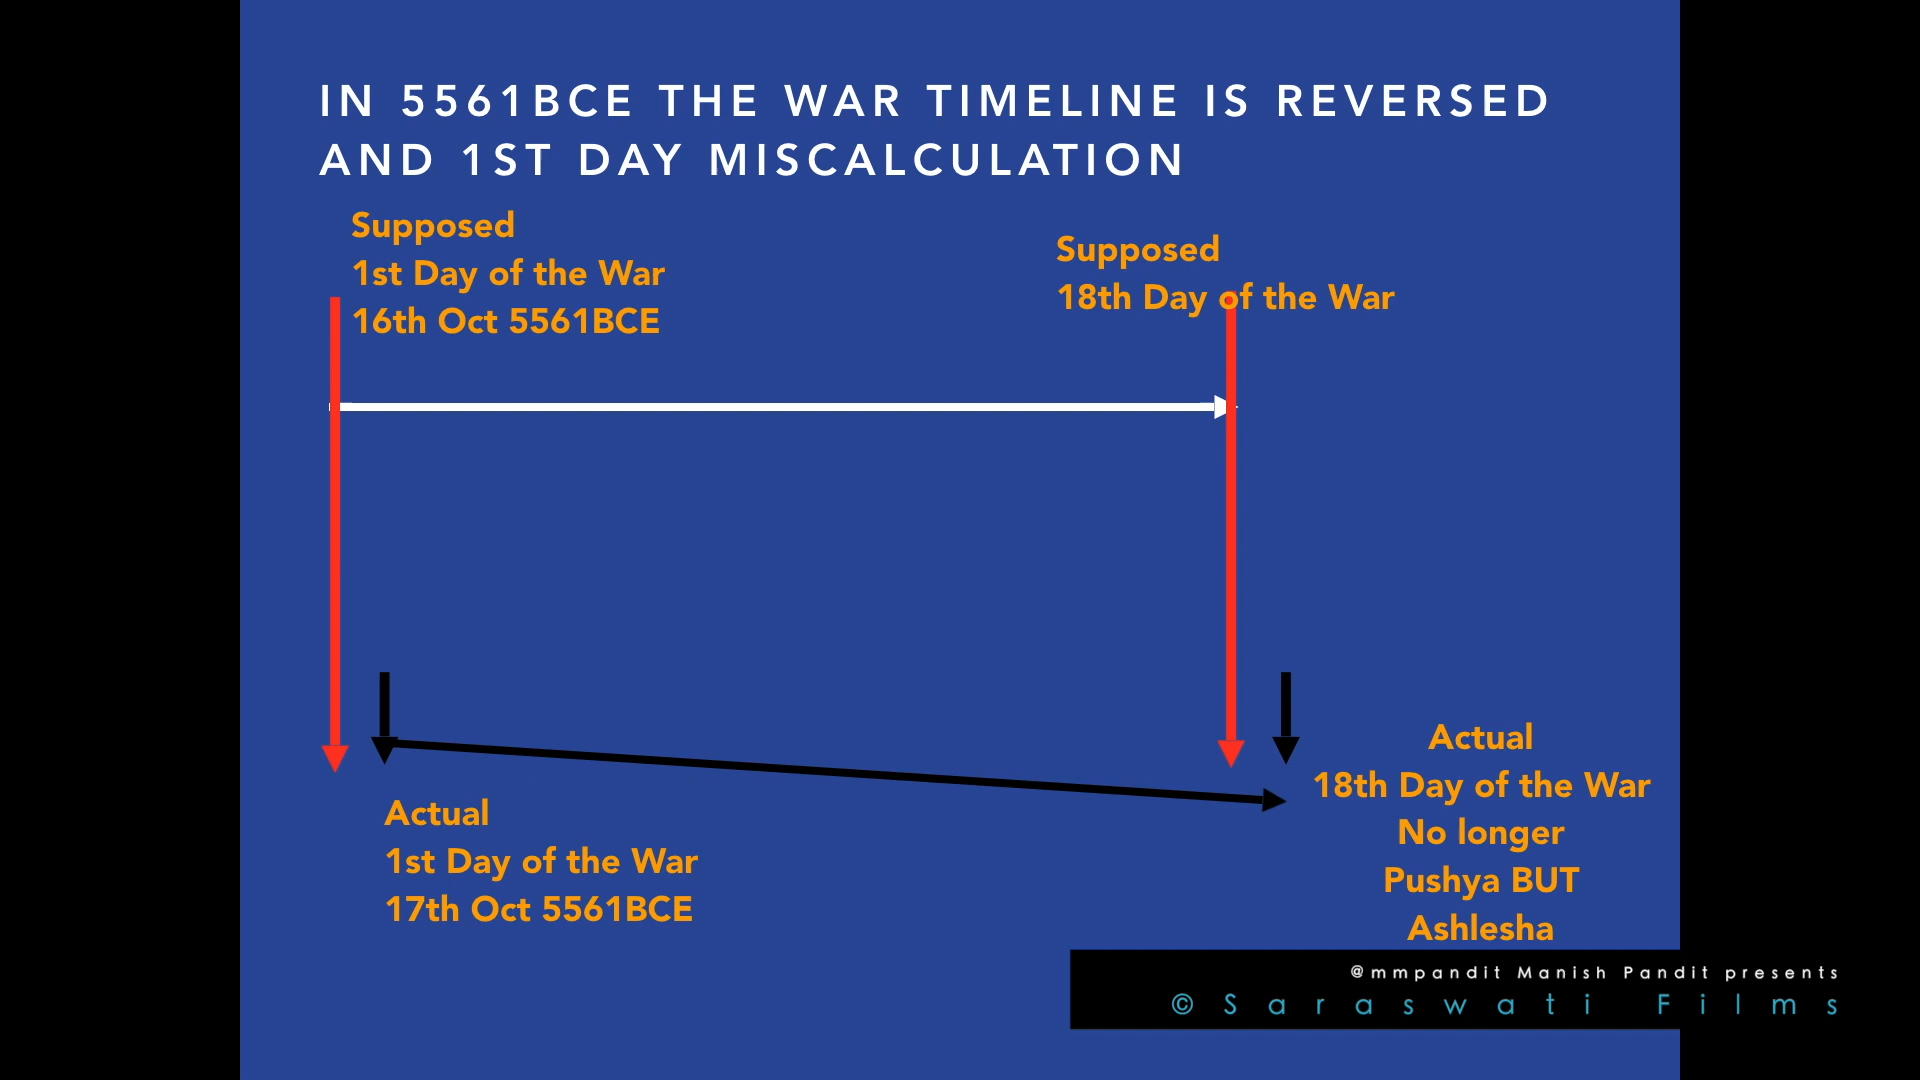 IN 5561BCE THE WAR TIMELINE IS REVERSED
AND 1ST DAY MISCALCULATION
Supposed
1st Day of the War
16th Oct 5561BCE
Supposed
18th Day of the War
Actual
1st Day of the War
17th Oct 5561BCE
Actual
18th Day of the War
No longer
Pushya BUT
Ashlesha
@mmpandit Manish Pandit presents
© Saraswati Films